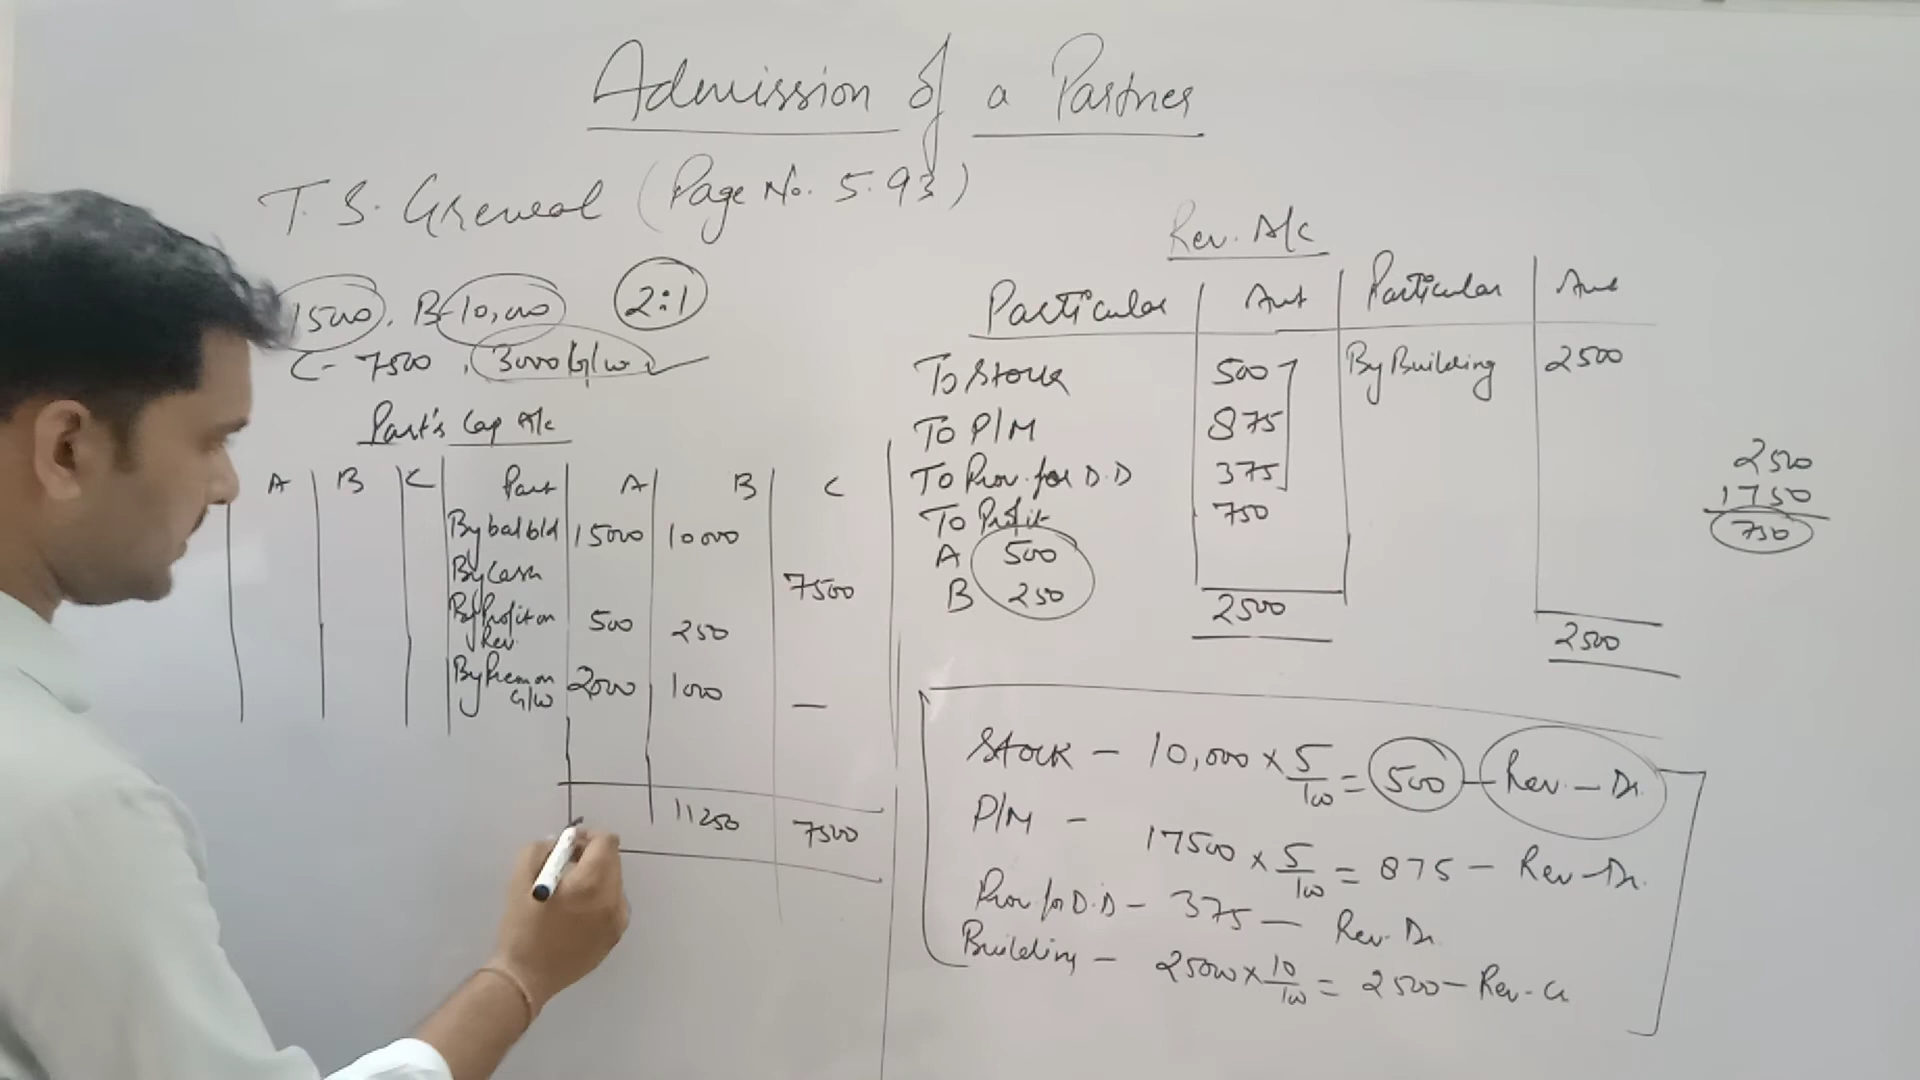 Admission of a Partner
T.S. Grewal (Page No. 5.93)
1500, B-10,000 2:1
C- 7500, 3000 G/W
Part's Cap A/c
A B C Part A B C
By bal b/d 15000 10000
By Cash 7500
By Profit on Rev. 500 250
By Prem on G/W 2000 1000 —
11250 7500
Rev. A/c
Particular Amt Particular Amt
To Stock 500 By Building 2500
To P/M 875
To Prov. for D.D 375
To Profit 750
A 500
B 250
2500 2500
2500
1750
750
Stock - 10,000 × 5/100 = 500 - Rev. - Dr.
P/M - 17500 × 5/100 = 875 - Rev - Dr.
Prov for D.D - 375 - Rev. Dr.
Building - 25000 × 10/100 = 2500 - Rev - Cr